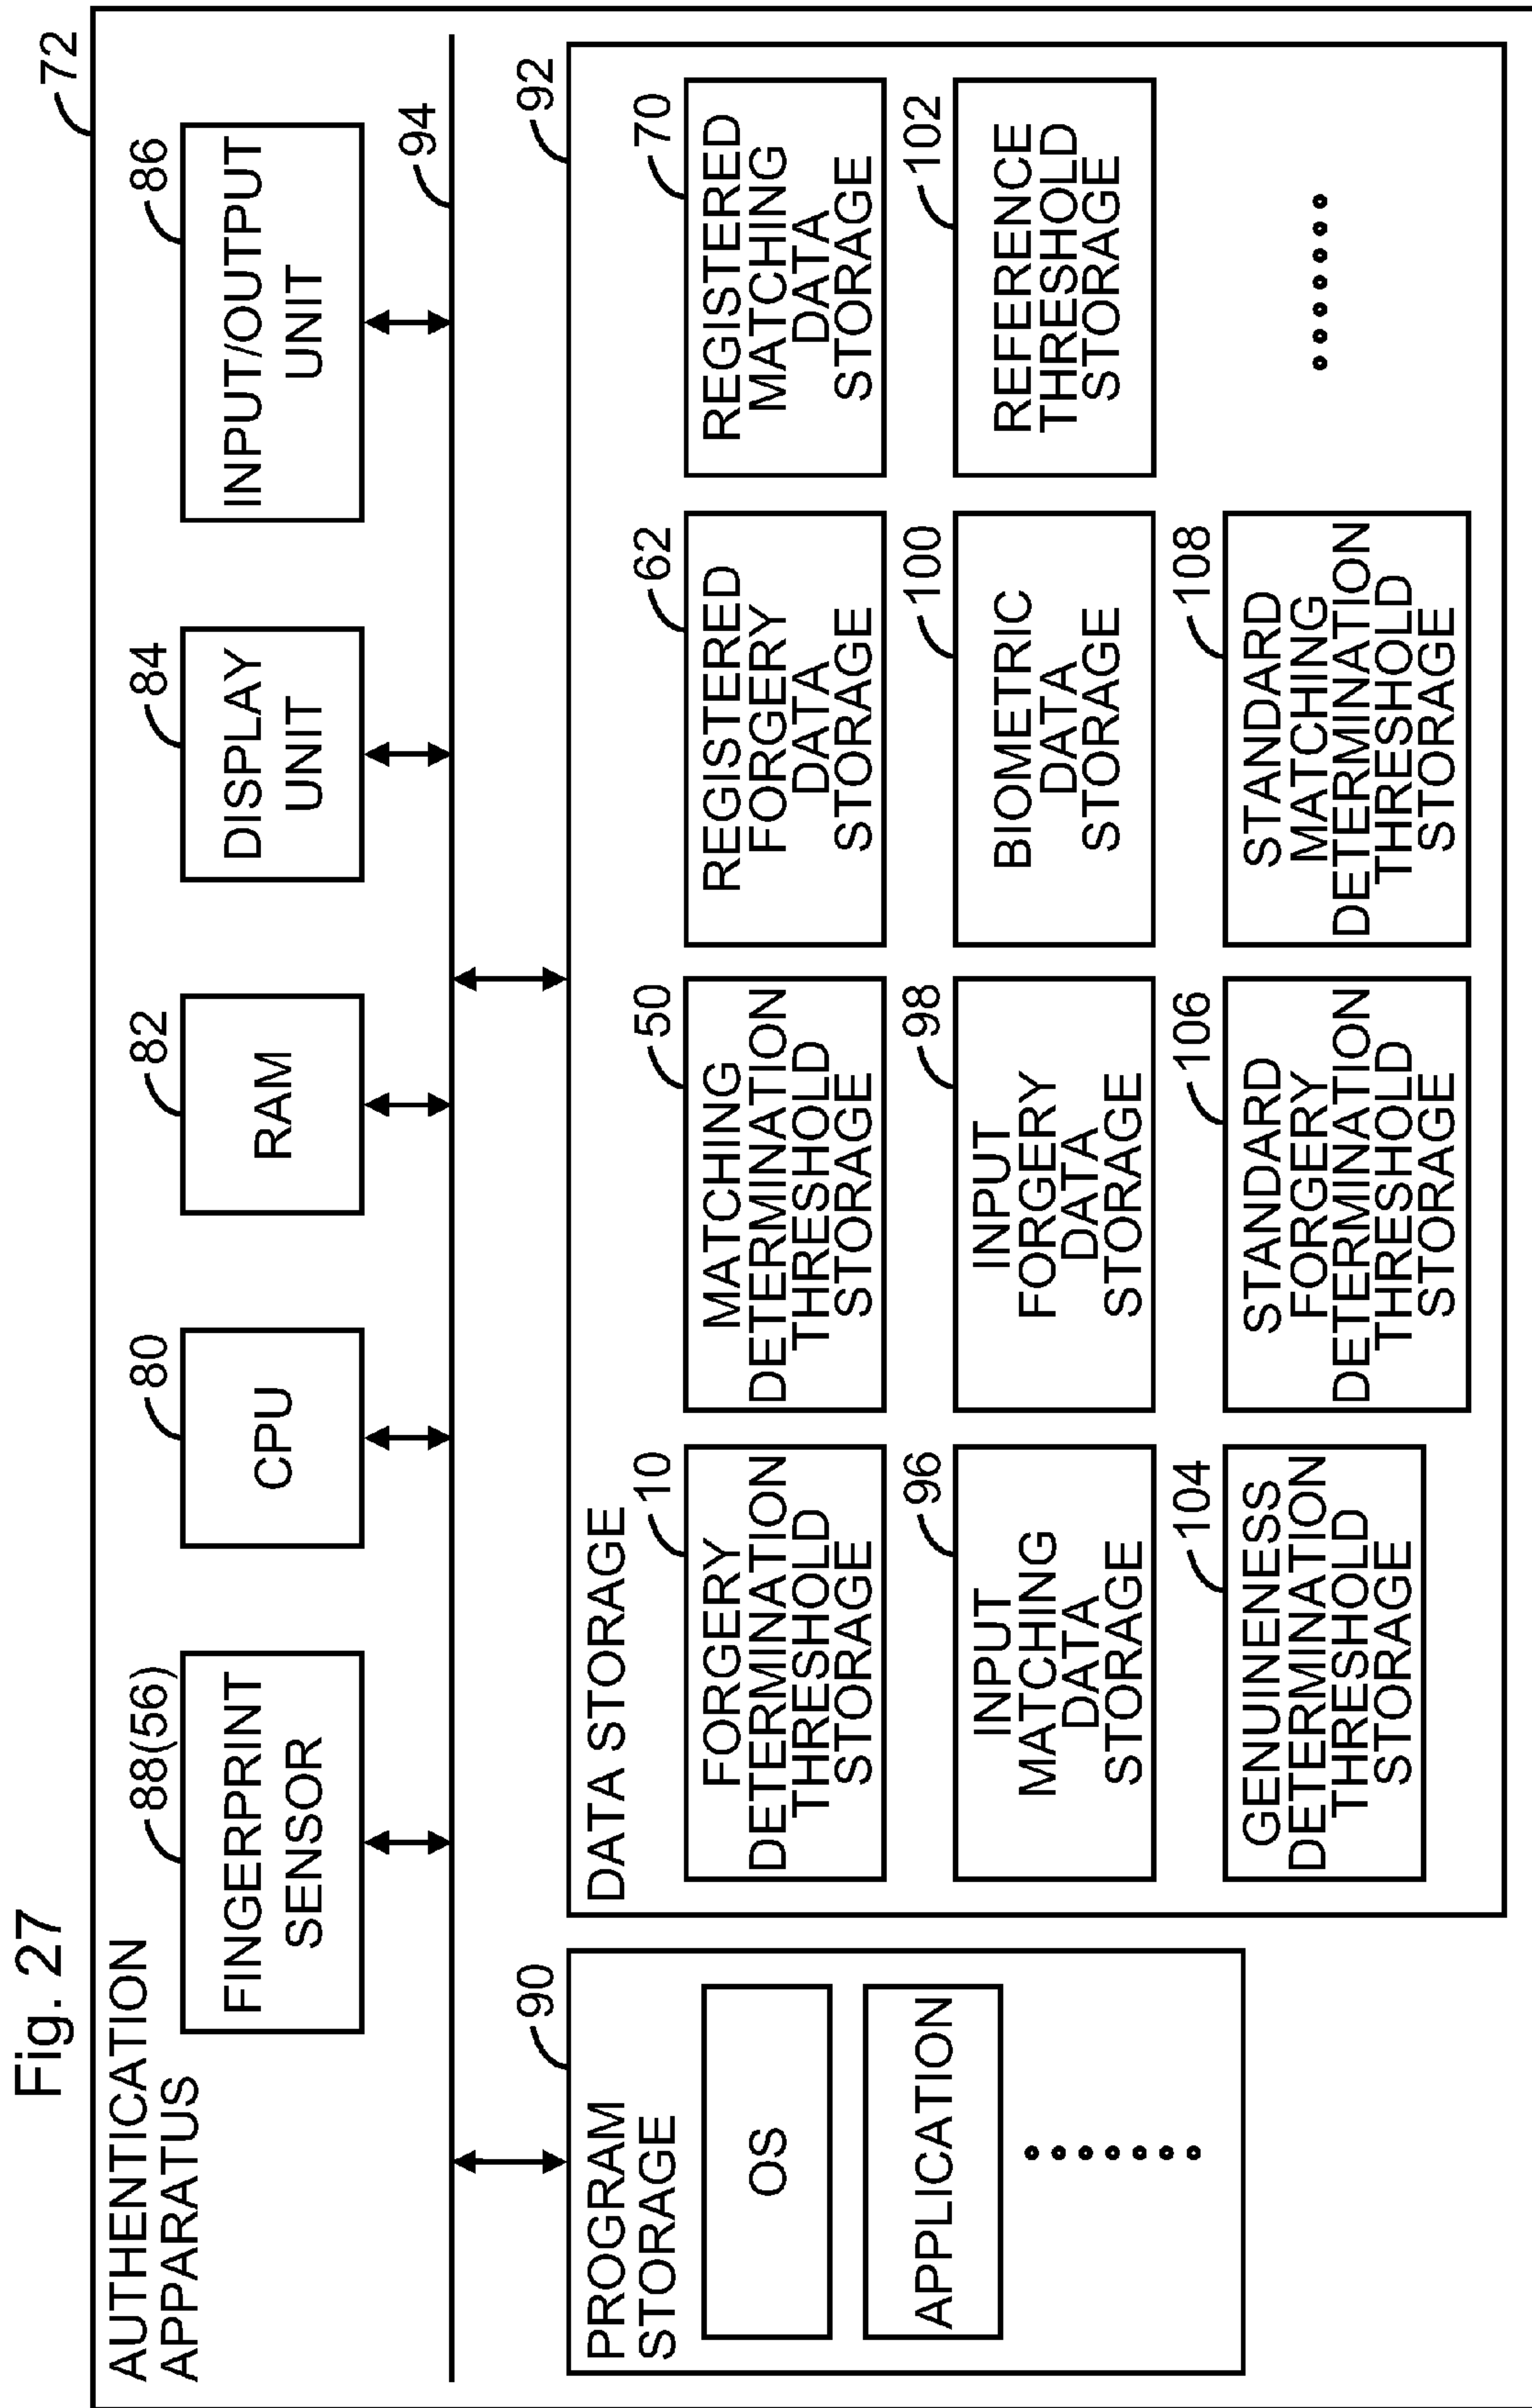 Fig. 27
72
AUTHENTICATION
APPARATUS
88(56)
FINGERPRINT
SENSOR
80
CPU
82
RAM
84
DISPLAY
UNIT
86
INPUT/OUTPUT
UNIT
94
90
PROGRAM
STORAGE
OS
APPLICATION
92
DATA STORAGE
10
FORGERY
DETERMINATION
THRESHOLD
STORAGE
50
MATCHING
DETERMINATION
THRESHOLD
STORAGE
62
REGISTERED
FORGERY
DATA
STORAGE
70
REGISTERED
MATCHING
DATA
STORAGE
96
INPUT
MATCHING
DATA
STORAGE
98
INPUT
FORGERY
DATA
STORAGE
100
BIOMETRIC
DATA
STORAGE
102
REFERENCE
THRESHOLD
STORAGE
104
GENUINENESS
DETERMINATION
THRESHOLD
STORAGE
106
STANDARD
FORGERY
DETERMINATION
THRESHOLD
STORAGE
108
STANDARD
MATCHING
DETERMINATION
THRESHOLD
STORAGE